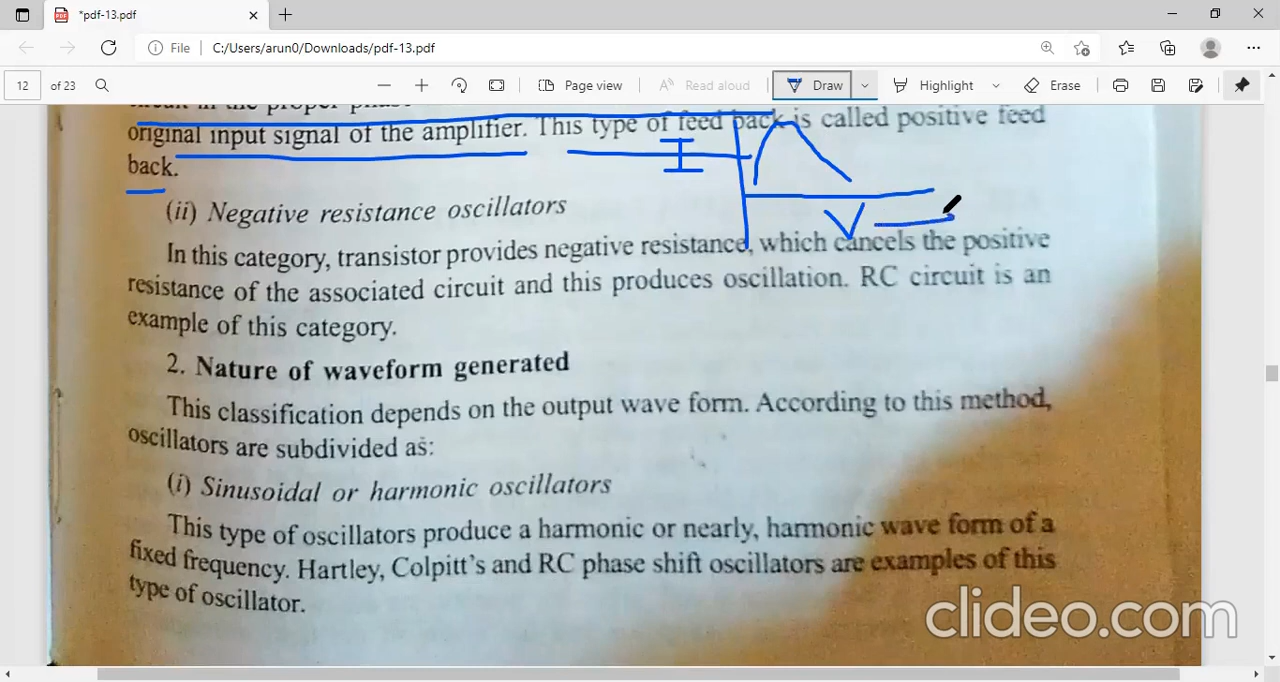 *pdf-13.pdf
File C:/Users/arun0/Downloads/pdf-13.pdf
12 of 23 Page view Read aloud Draw Highlight Erase
original input signal of the amplifier. This type of feed back is called positive feed
back.
I
V
(ii) Negative resistance oscillators
In this category, transistor provides negative resistance, which cancels the positive
resistance of the associated circuit and this produces oscillation. RC circuit is an
example of this category.
2. Nature of waveform generated
This classification depends on the output wave form. According to this method,
oscillators are subdivided as:
(i) Sinusoidal or harmonic oscillators
This type of oscillators produce a harmonic or nearly, harmonic wave form of a
fixed frequency. Hartley, Colpitt's and RC phase shift oscillators are examples of this
type of oscillator.
clideo.com